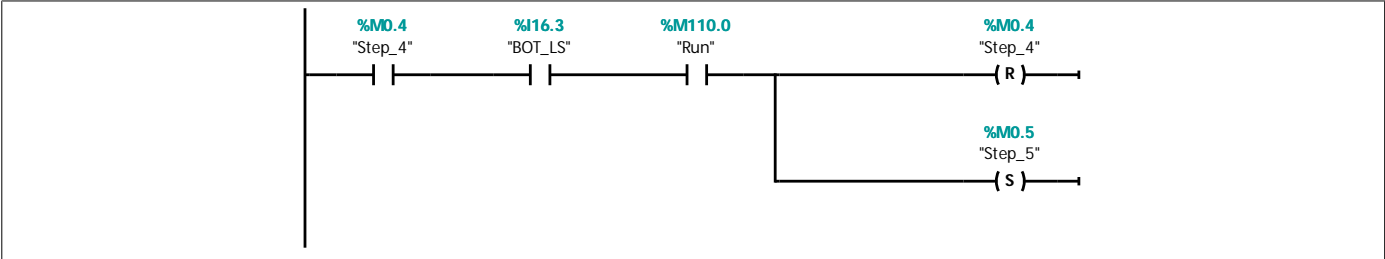 %M0.4 %I16.3 %M110.0 %M0.4
"Step_4" "BOT_LS" "Run" "Step_4"
R
%M0.5
"Step_5"
S